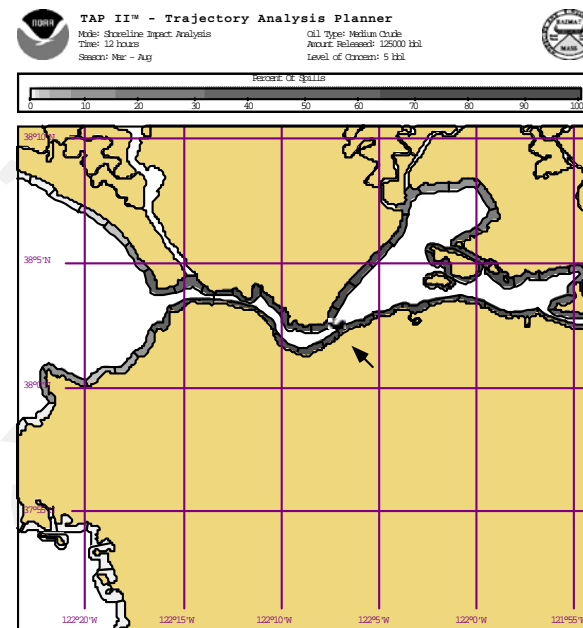 NOAA
TAP II™ - Trajectory Analysis Planner
Mode: Shoreline Impact Analysis
Time: 12 hours
Season: Mar - Aug
Oil Type: Medium Crude
Amount Released: 125000 bbl
Level of Concern: 5 bbl
HAZMAT
Percent Of Spills
0 10 20 30 40 50 60 70 80 90 100
38°10'N
38°5'N
38°0'N
37°55'N
122°20'W 122°15'W 122°10'W 122°5'W 122°0'W 121°55'W